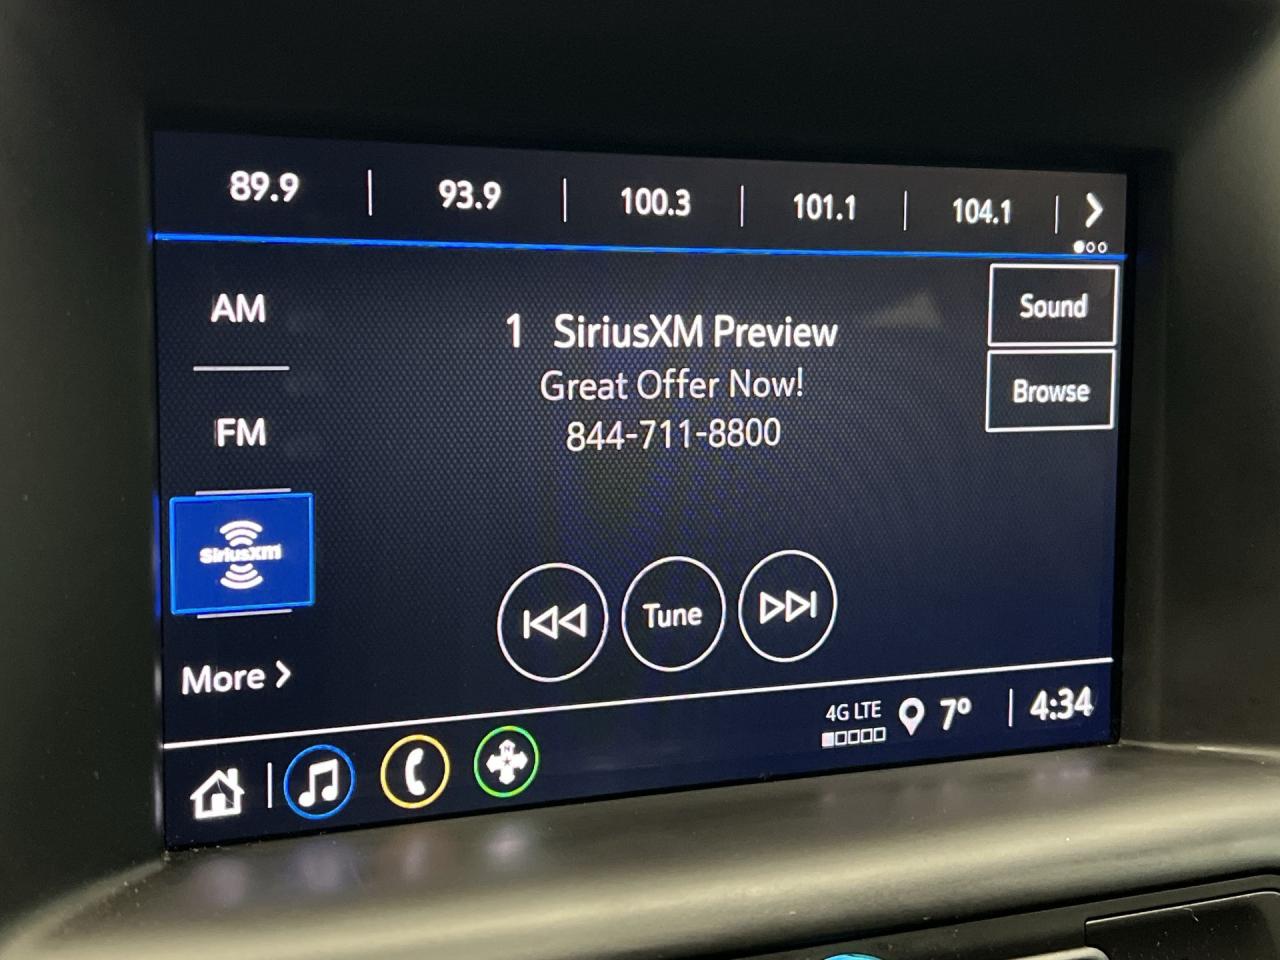 89.9 | 93.9 | 100.3 | 101.1 | 104.1 |
AM
FM
SiriusXm
More
1 SiriusXM Preview
Great Offer Now!
844-711-8800
Sound
Browse
Tune
4G LTE
7°
4:34
N